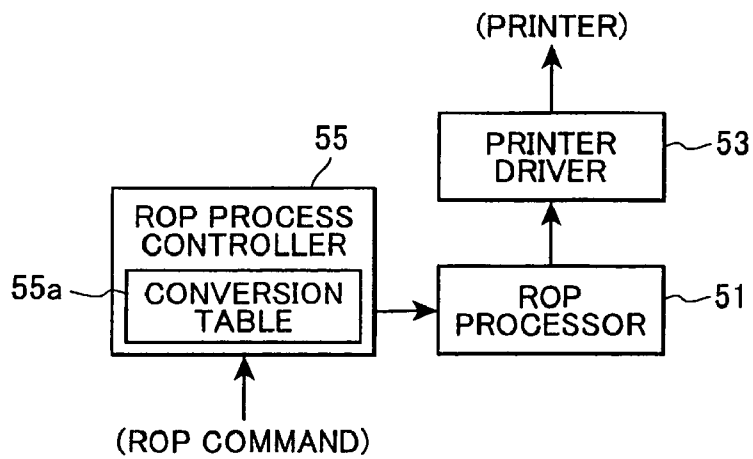 (PRINTER)
PRINTER
DRIVER
53
55
ROP PROCESS
CONTROLLER
55a
CONVERSION
TABLE
ROP
PROCESSOR
51
(ROP COMMAND)